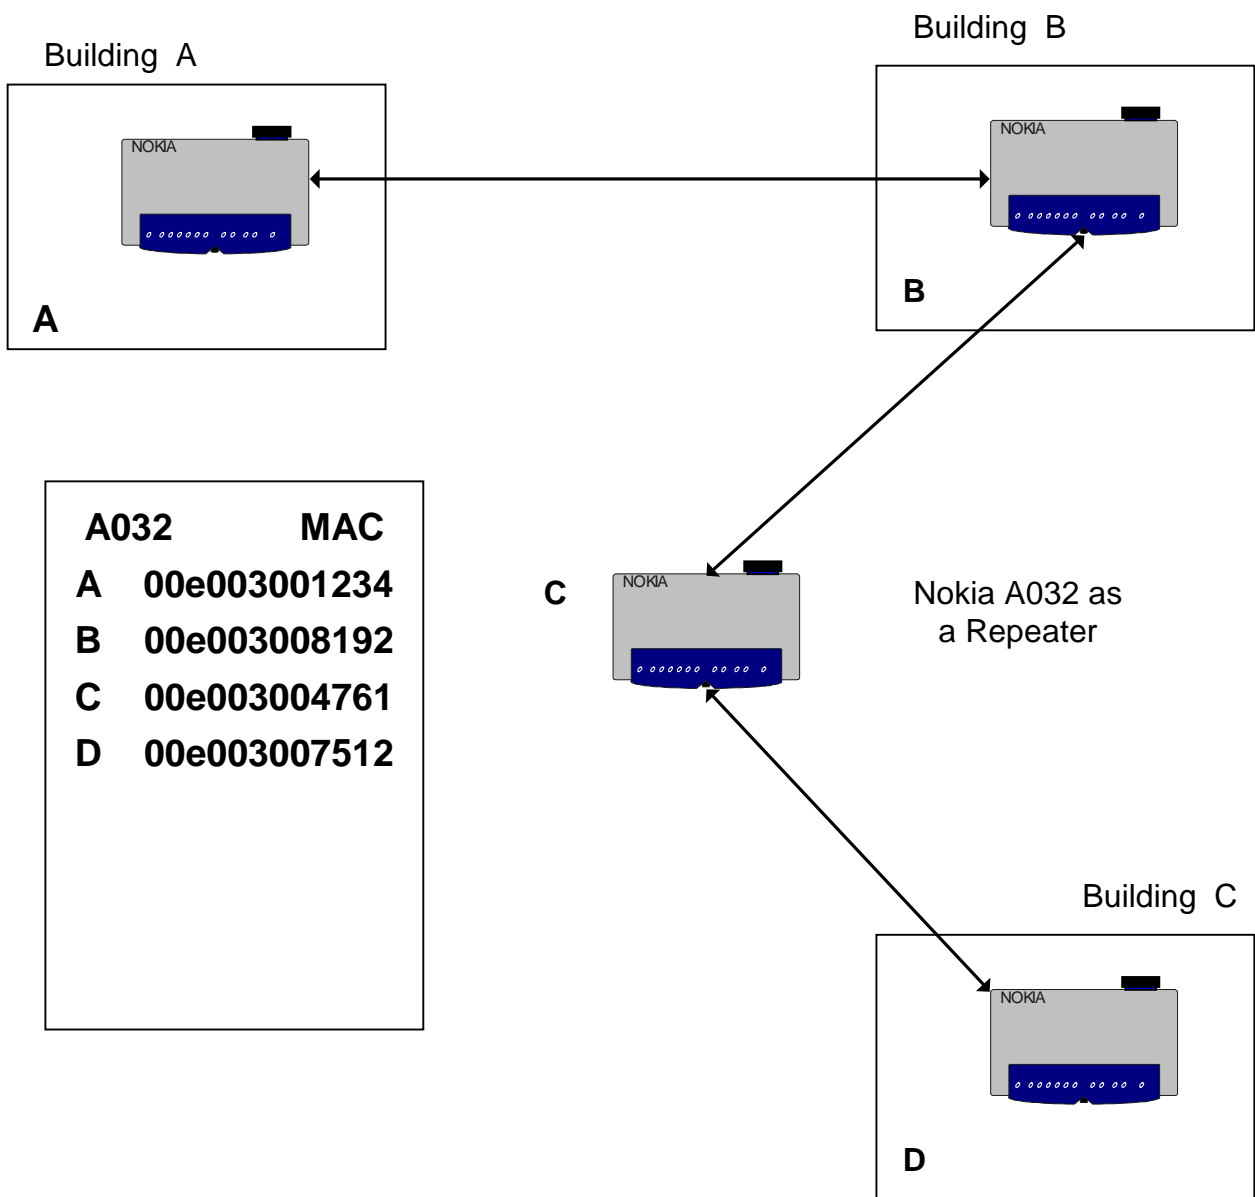 Building A
Building B
NOKIA
NOKIA
A
B
A032 MAC
A 00e003001234
B 00e003008192
C 00e003004761
D 00e003007512
C
NOKIA
Nokia A032 as
a Repeater
Building C
NOKIA
D